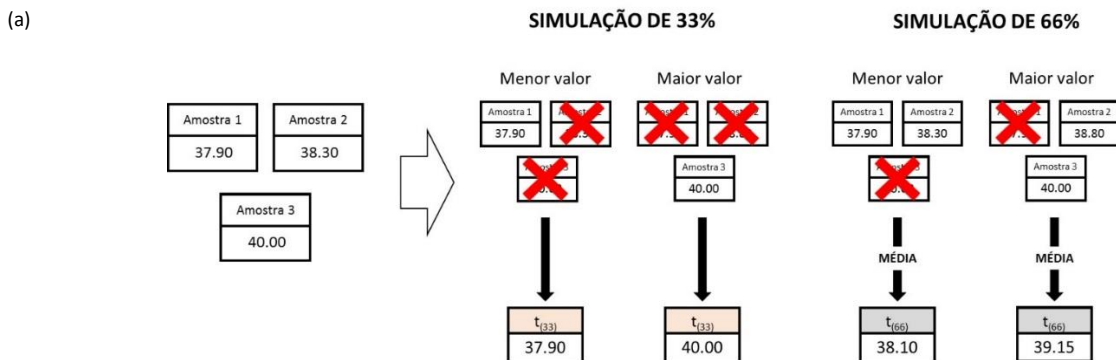 (a)
SIMULAÇÃO DE 33%
SIMULAÇÃO DE 66%
Menor valor
Maior valor
Menor valor
Maior valor
Amostra 1
37.90
Amostra 2
38.30
Amostra 3
40.00
Amostra 1
37.90
Amostra 3
40.00
Amostra 1
37.90
Amostra 2
38.30
Amostra 2
38.80
Amostra 3
40.00
MÉDIA
MÉDIA
t(33)
37.90
t(33)
40.00
t(66)
38.10
t(66)
39.15